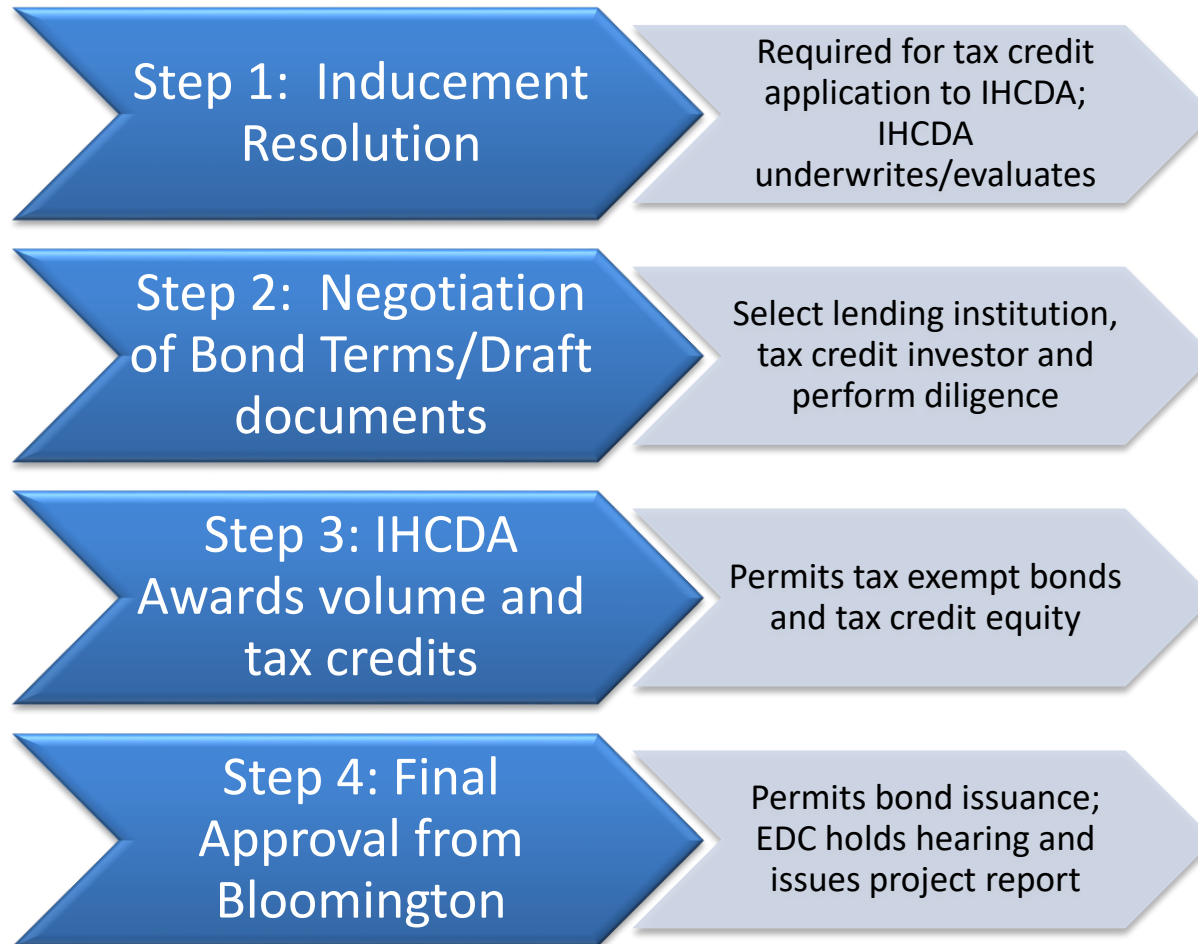 Step 1:  Inducement
Resolution
Required for tax credit
application to IHCDA;
IHCDA
underwrites/evaluates
Step 2:  Negotiation
of Bond Terms/Draft
documents
Select lending institution,
tax credit investor and
perform diligence
Step 3: IHCDA
Awards volume and
tax credits
Permits tax exempt bonds
and tax credit equity
Step 4: Final
Approval from
Bloomington
Permits bond issuance;
EDC holds hearing and
issues project report